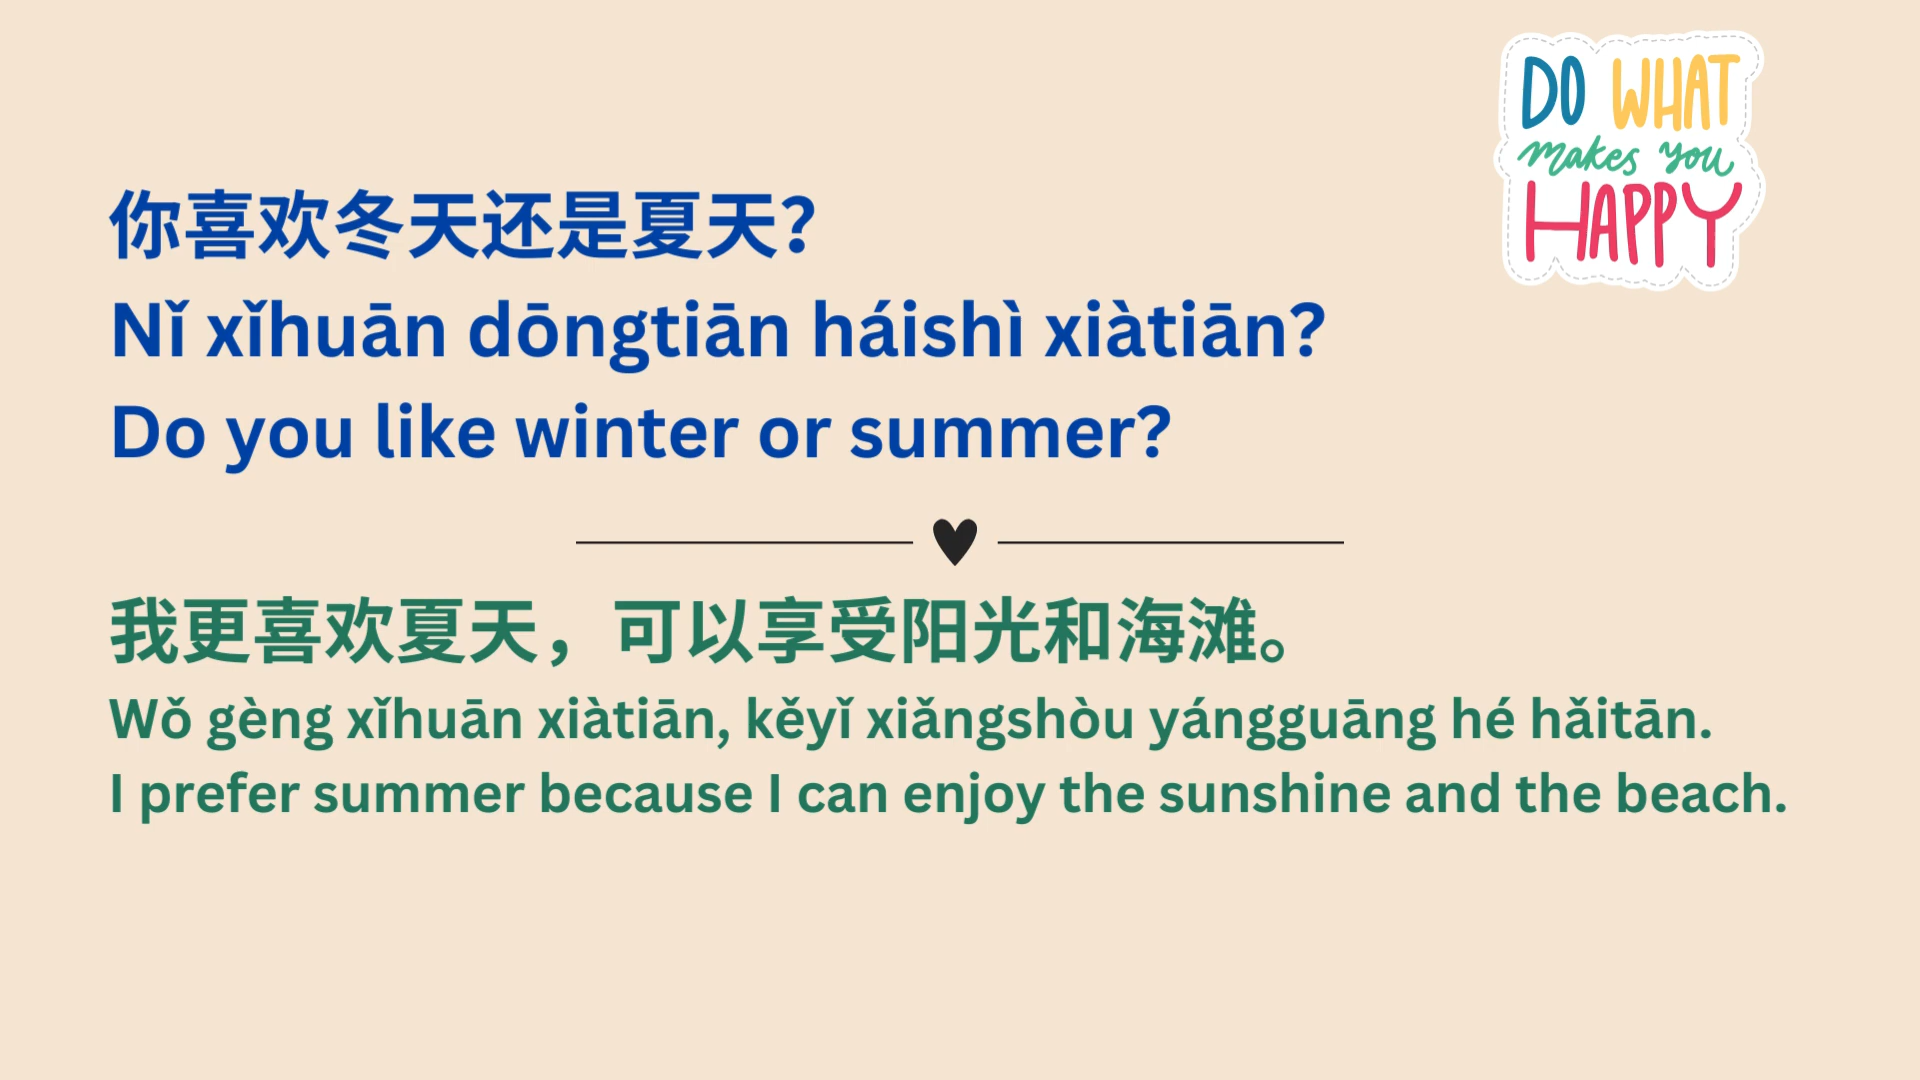 DO WHAT
makes you
HAPPY
你喜欢冬天还是夏天？
Nǐ xǐhuān dōngtiān háishì xiàtiān?
Do you like winter or summer?
我更喜欢夏天，可以享受阳光和海滩。
Wǒ gèng xǐhuān xiàtiān, kěyǐ xiǎngshòu yángguāng hé hǎitān.
I prefer summer because I can enjoy the sunshine and the beach.